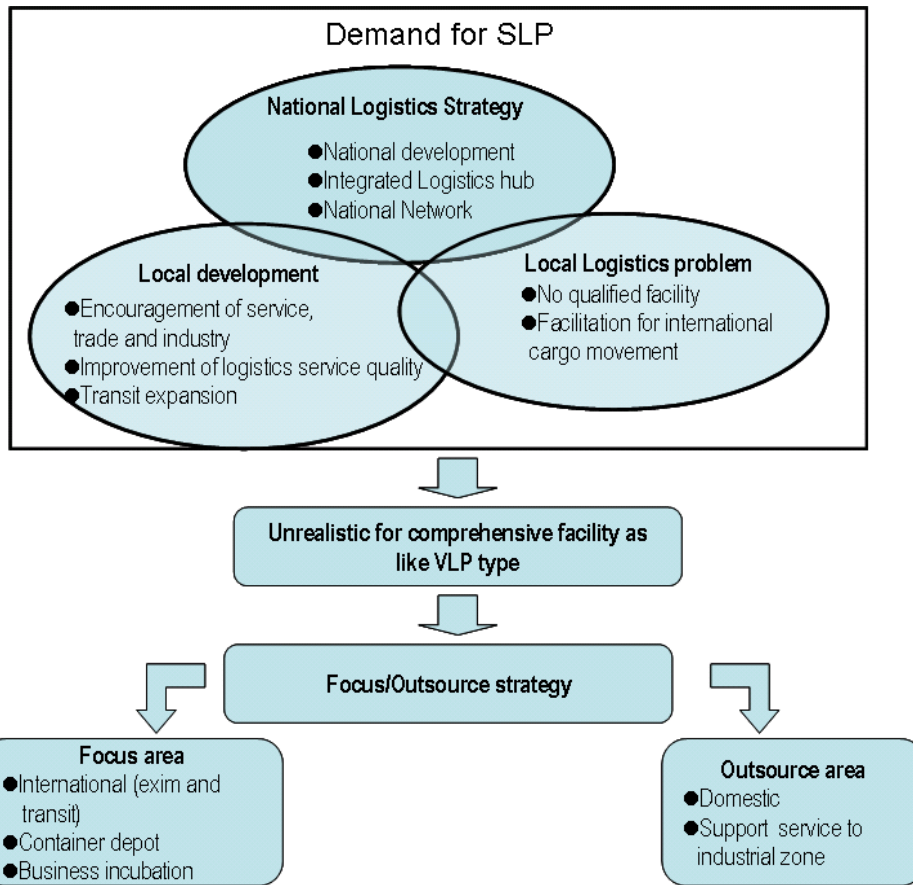 Demand for SLP
National Logistics Strategy
●National development
●Integrated Logistics hub
●National Network
Local development
●Encouragement of service,
trade and industry
●Improvement of logistics service quality
●Transit expansion
Local Logistics problem
●No qualified facility
●Facilitation for international
cargo movement
Unrealistic for comprehensive facility as
like VLP type
Focus/Outsource strategy
Focus area
●International (exim and
transit)
●Container depot
●Business incubation
Outsource area
●Domestic
●Support service to
industrial zone